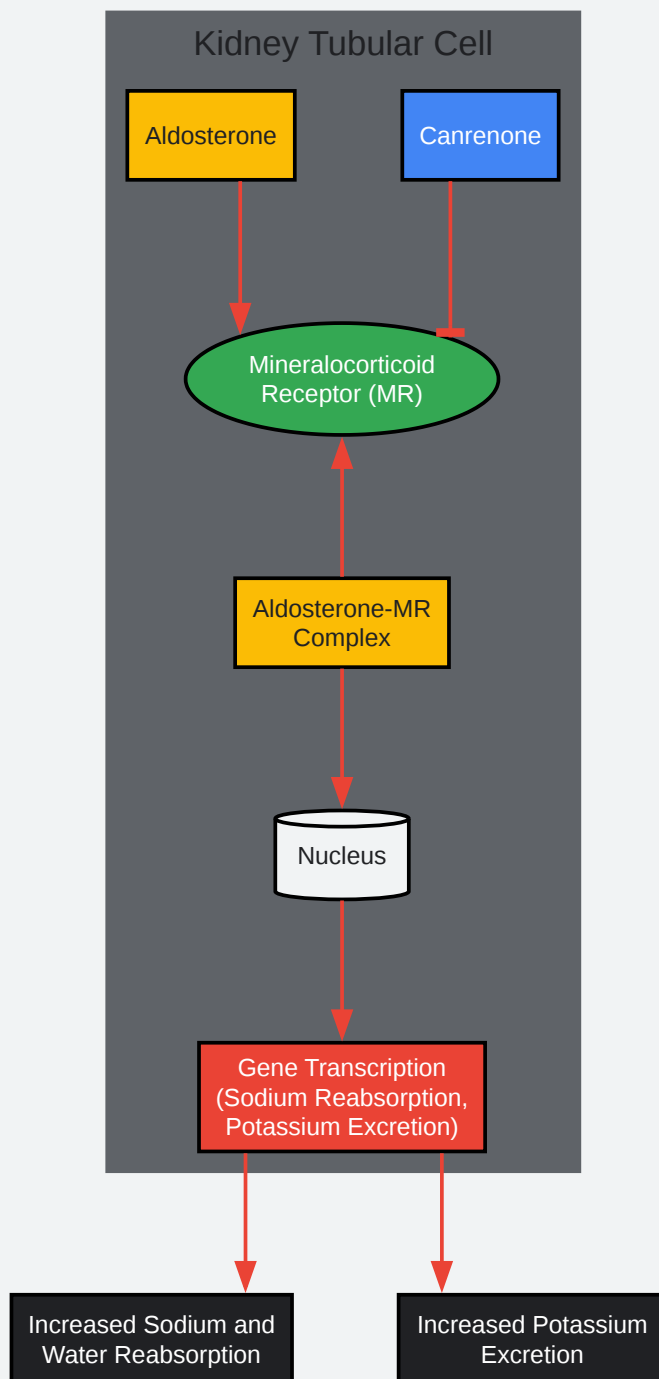 Kidney Tubular Cell
Aldosterone
Canrenone
Mineralocorticoid
Receptor (MR)
Aldosterone-MR
Complex
Nucleus
Gene Transcription
(Sodium Reabsorption,
Potassium Excretion)
Increased Sodium and
Water Reabsorption
Increased Potassium
Excretion